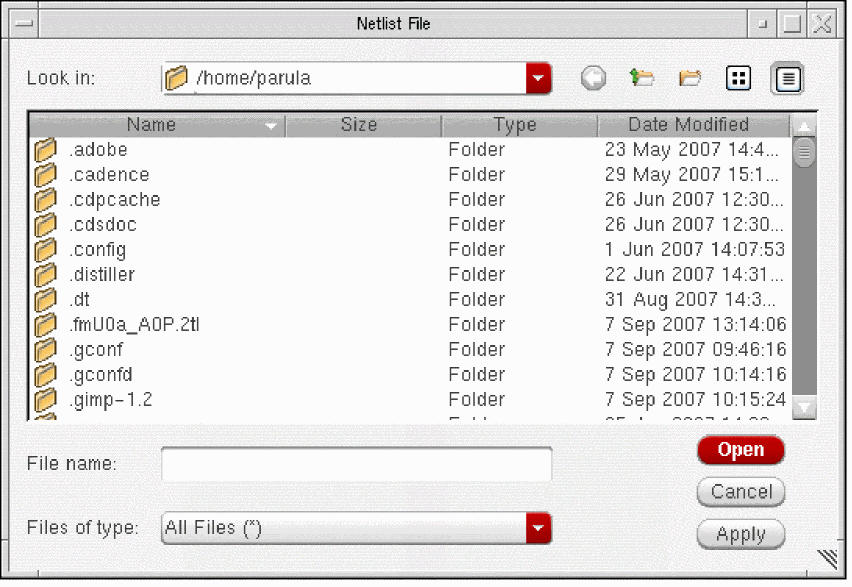 Netlist File
Look in: /home/parula
Name Size Type Date Modified
.adobe Folder 23 May 2007 14:4...
.cadence Folder 29 May 2007 15:1...
.cdpcache Folder 26 Jun 2007 12:30...
.cdsdoc Folder 26 Jun 2007 12:30...
.config Folder 1 Jun 2007 14:07:53
.distiller Folder 22 Jun 2007 14:31...
.dt Folder 31 Aug 2007 14:3...
.fmU0a_A0P.2tl Folder 7 Sep 2007 13:14:06
.gconf Folder 7 Sep 2007 09:46:16
.gconfd Folder 7 Sep 2007 10:14:16
.gimp-1.2 Folder 7 Sep 2007 10:15:24
File name: Open
Cancel
Files of type: All Files (*) Apply